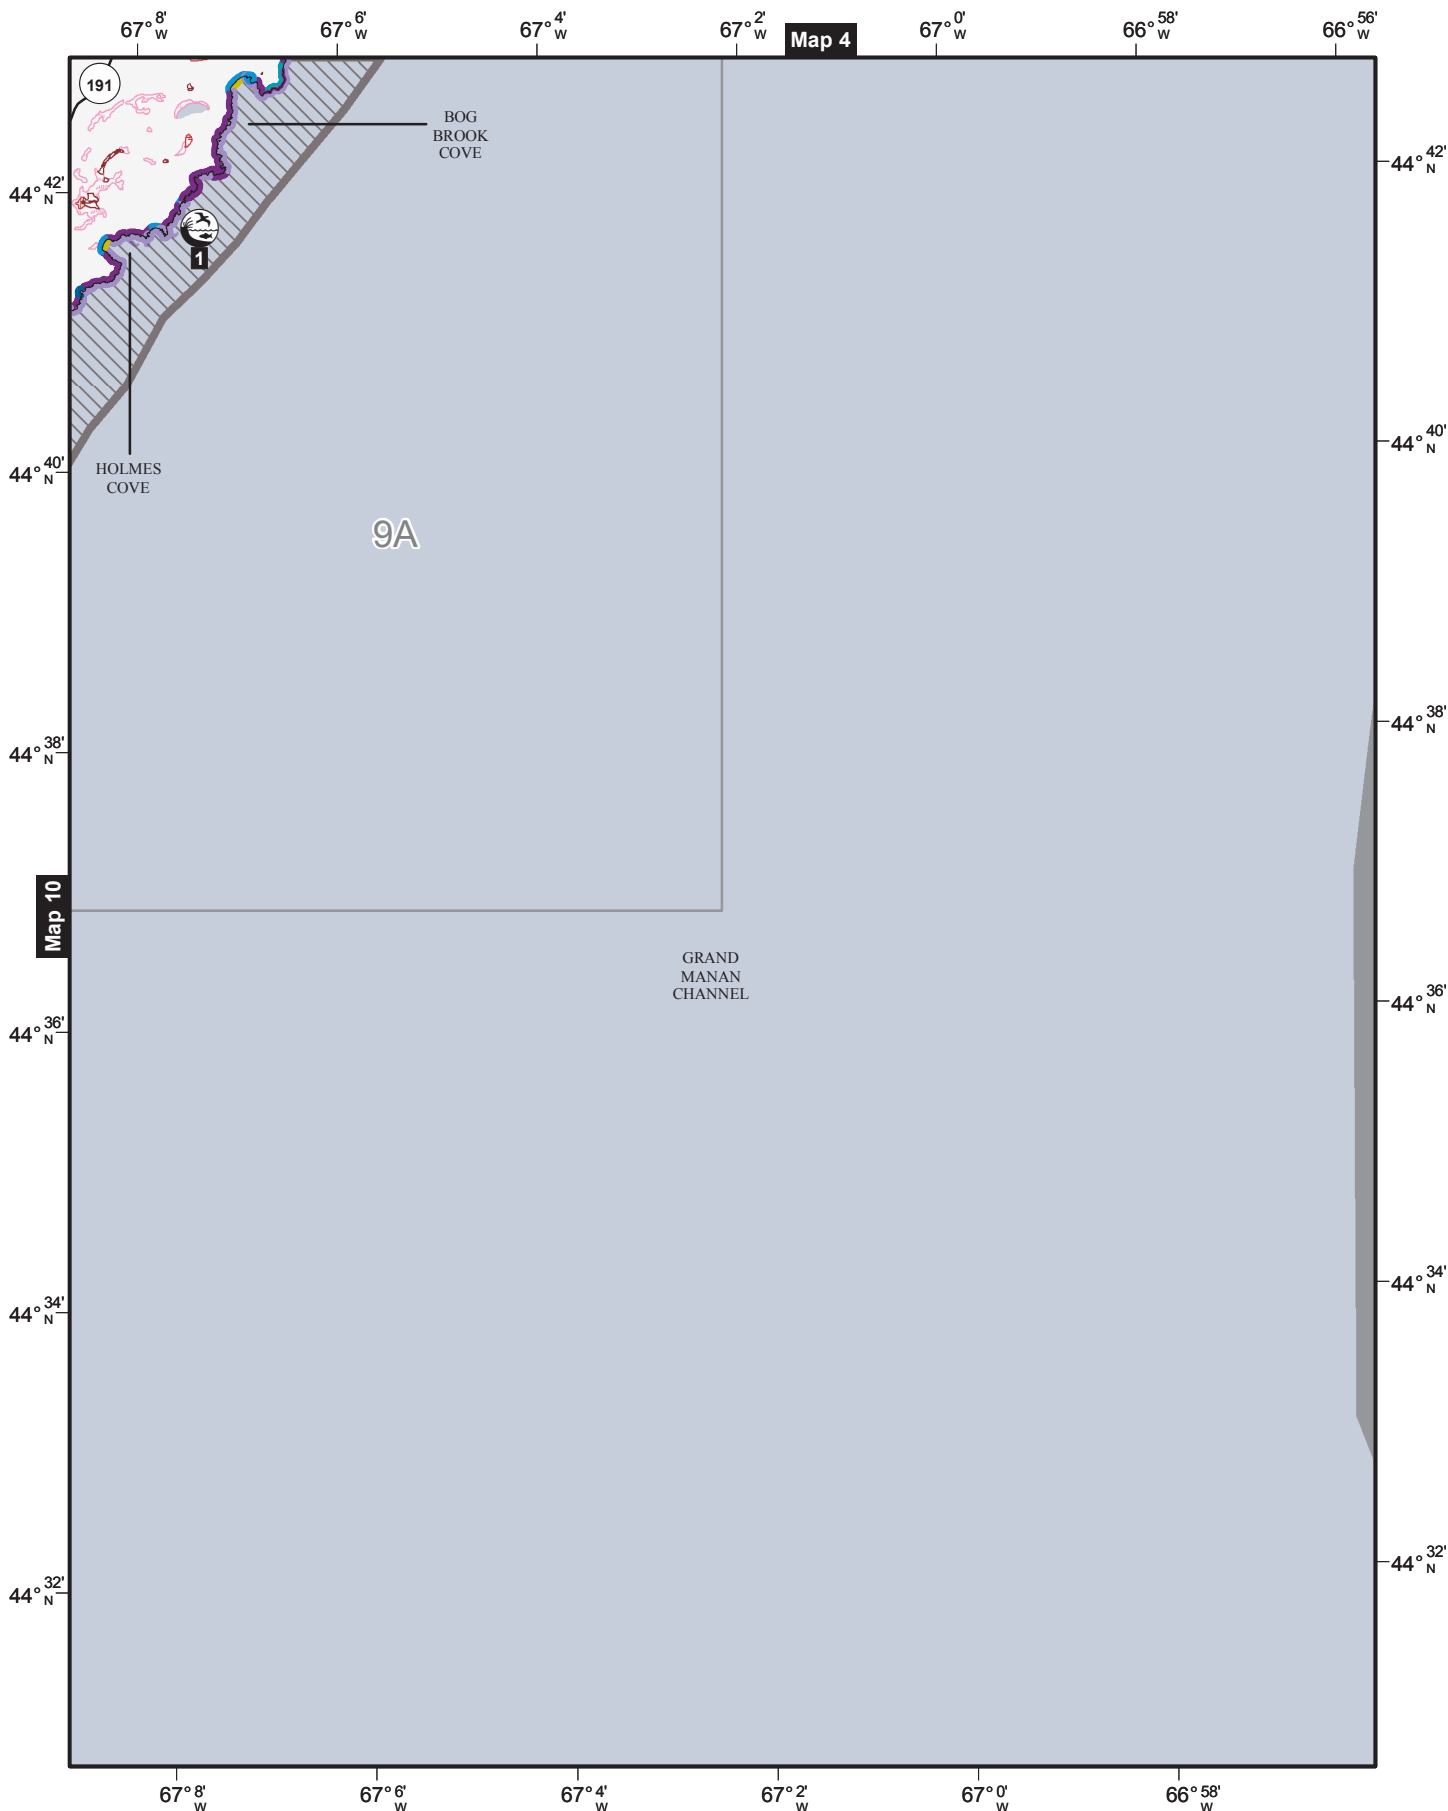 67° 8' W
67° 6' W
67° 4' W
67° 2' W
Map 4
67° 0' W
66° 58' W
66° 56' W
191
BOG
BROOK
COVE
44° 42' N
44° 42' N
1
44° 40' N
44° 40' N
HOLMES
COVE
9A
44° 38' N
44° 38' N
Map 10
GRAND
MANAN
CHANNEL
44° 36' N
44° 36' N
44° 34' N
44° 34' N
44° 32' N
44° 32' N
67° 8' W
67° 6' W
67° 4' W
67° 2' W
67° 0' W
66° 58' W